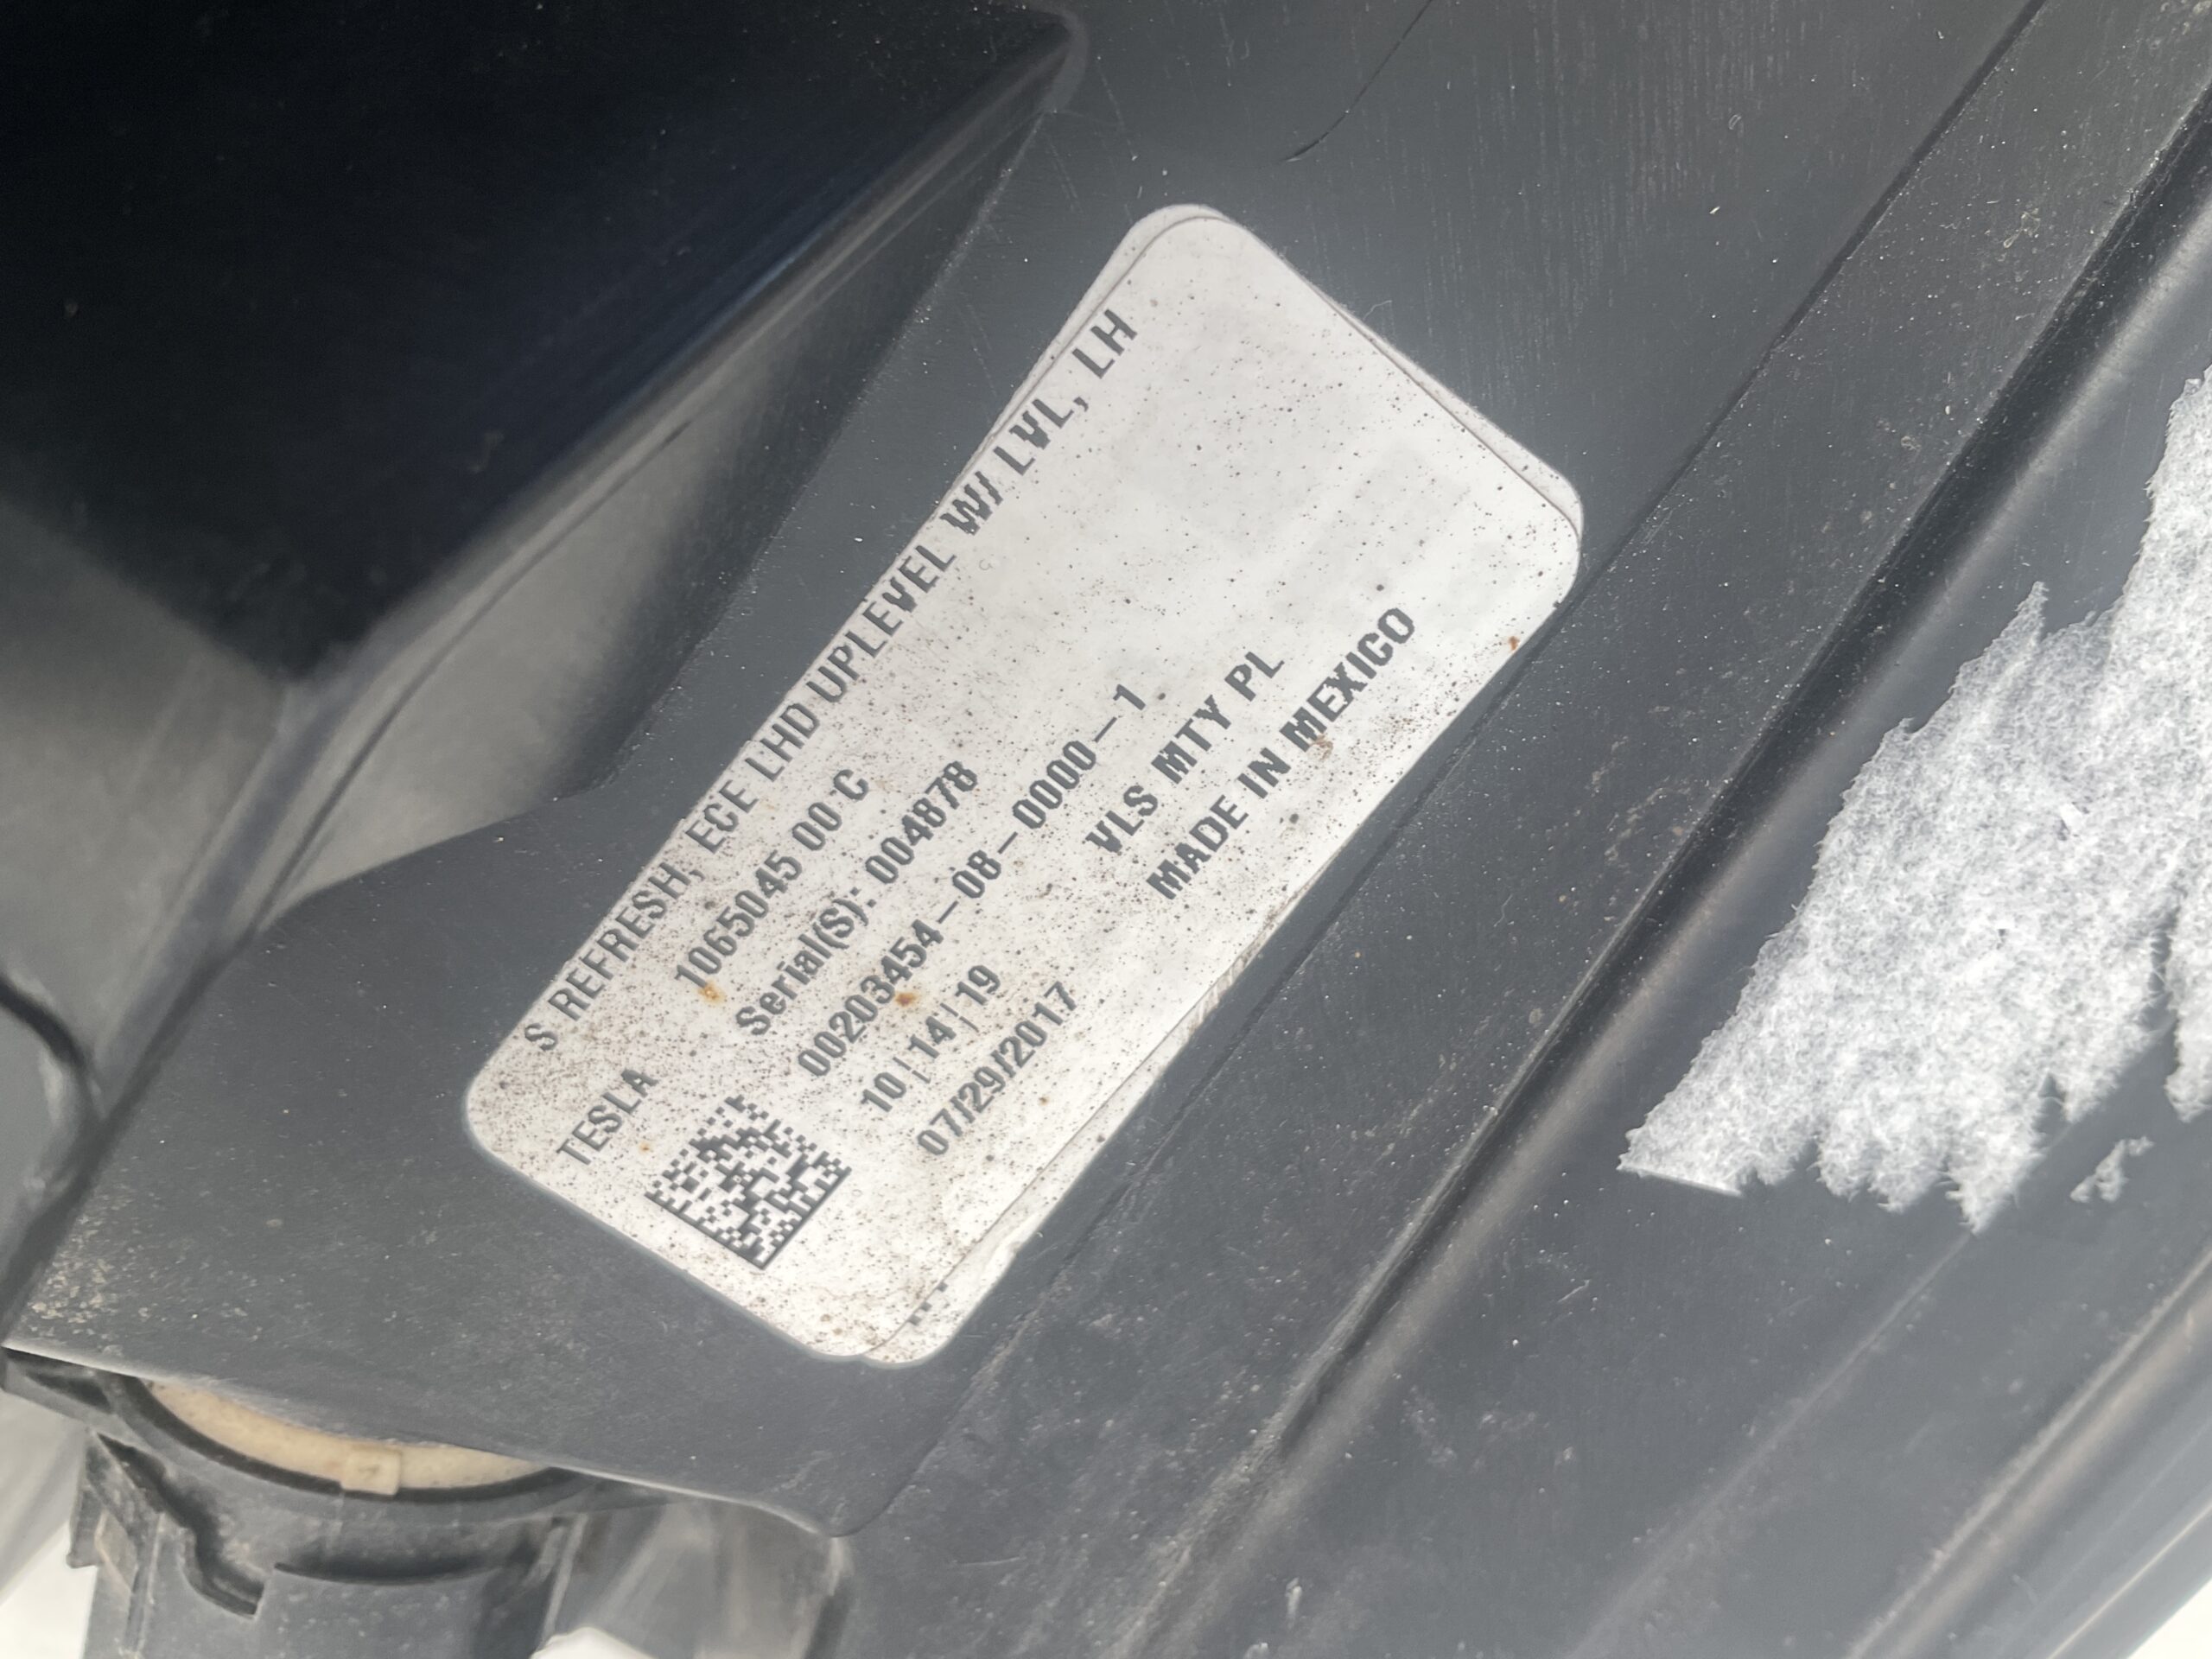 S REFRESH, ECE LHD UPLEVEL W/ LVL, LH
TESLA 1065045 00 C
Serial(S): 004878
00203454-08-0000-1
10|14|19 VLS MTY PL
07/29/2017 MADE IN MEXICO